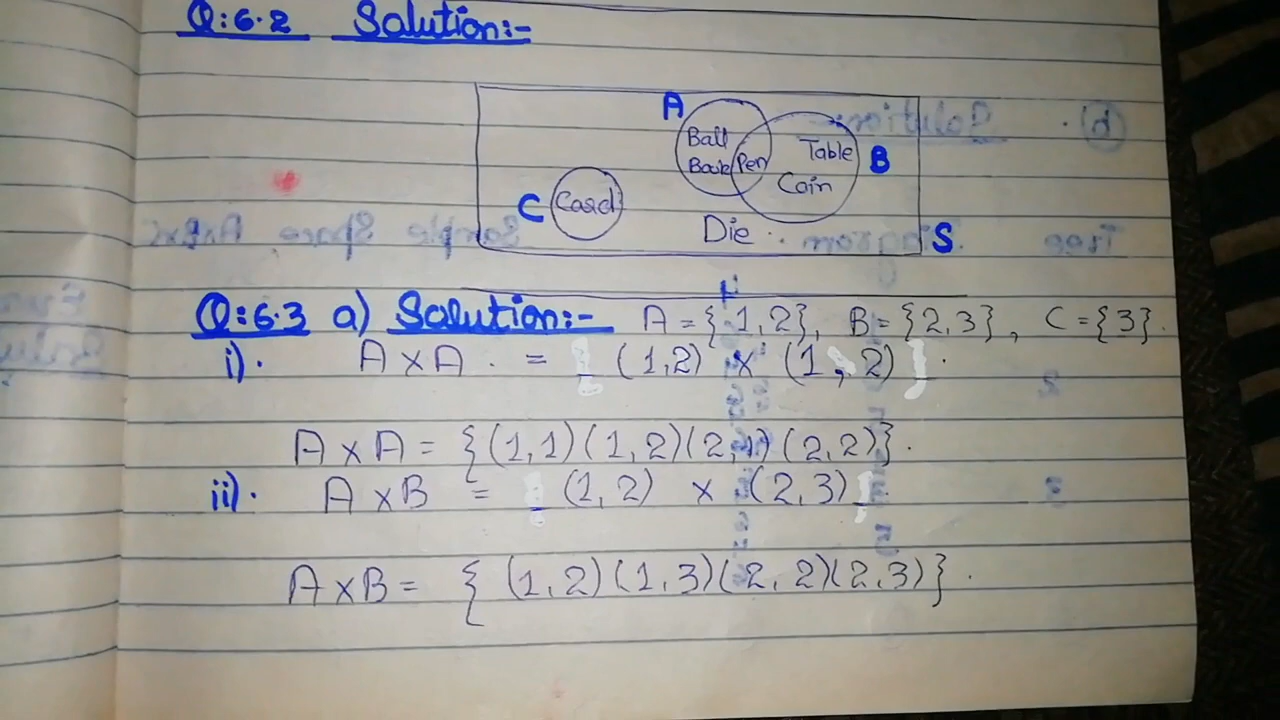 Q:6.2 Solution:-
A
Ball
Table
Book Pen
B
Coin
C Card
Die
S
Q:6.3 a) Solution:- A = {1,2}, B = {2,3}, C = {3}.
i). A x A . = (1,2) x (1, 2) .
A x A = {(1,1)(1,2)(2,1)(2,2)}.
ii). A x B = (1,2) x (2,3) .
A x B = { (1,2)(1,3)(2,2)(2,3)} .